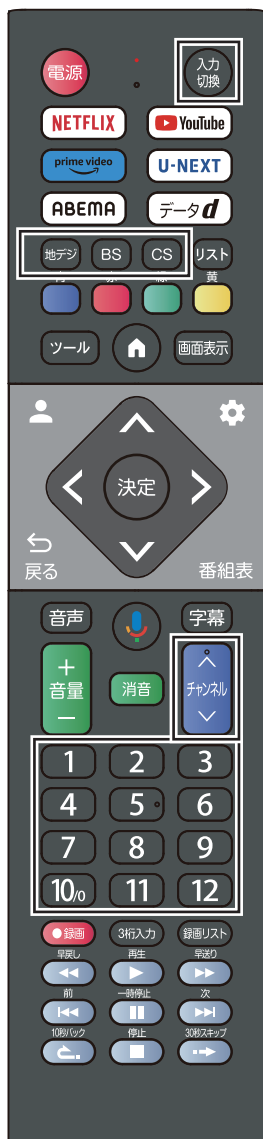 電源
入力
切換
NETFLIX
YouTube
prime video
U-NEXT
ABEMA
データd
地デジ
BS
CS
リスト
青
赤
緑
黄
ツール
画面表示
決定
戻る
番組表
音声
字幕
+
音量
−
消音
チャンネル
1
2
3
4
5
6
7
8
9
10/0
11
12
●録画
3桁入力
録画リスト
早戻し
再生
早送り
前
一時停止
次
10秒バック
停止
30秒スキップ